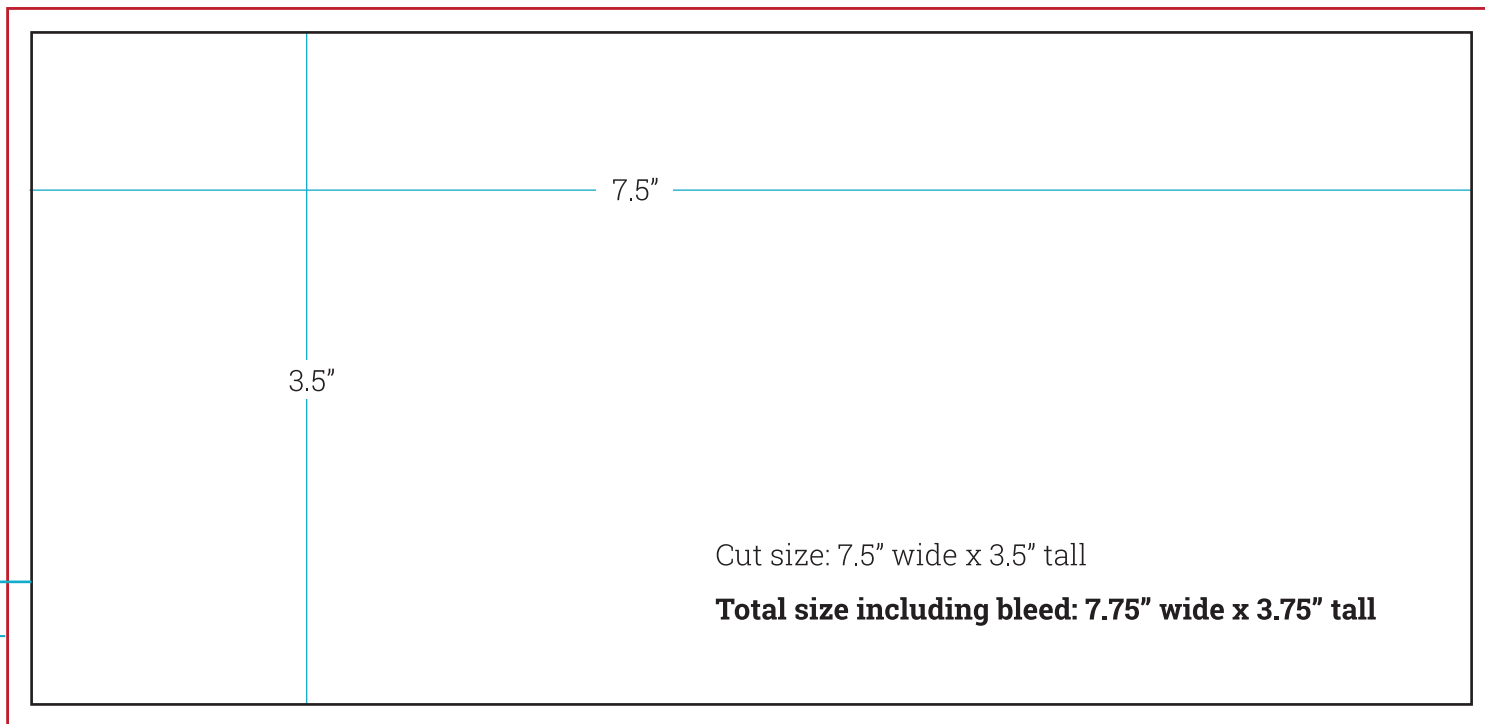 7.5”
3.5”
Cut size: 7.5” wide x 3.5” tall
Total size including bleed: 7.75” wide x 3.75” tall